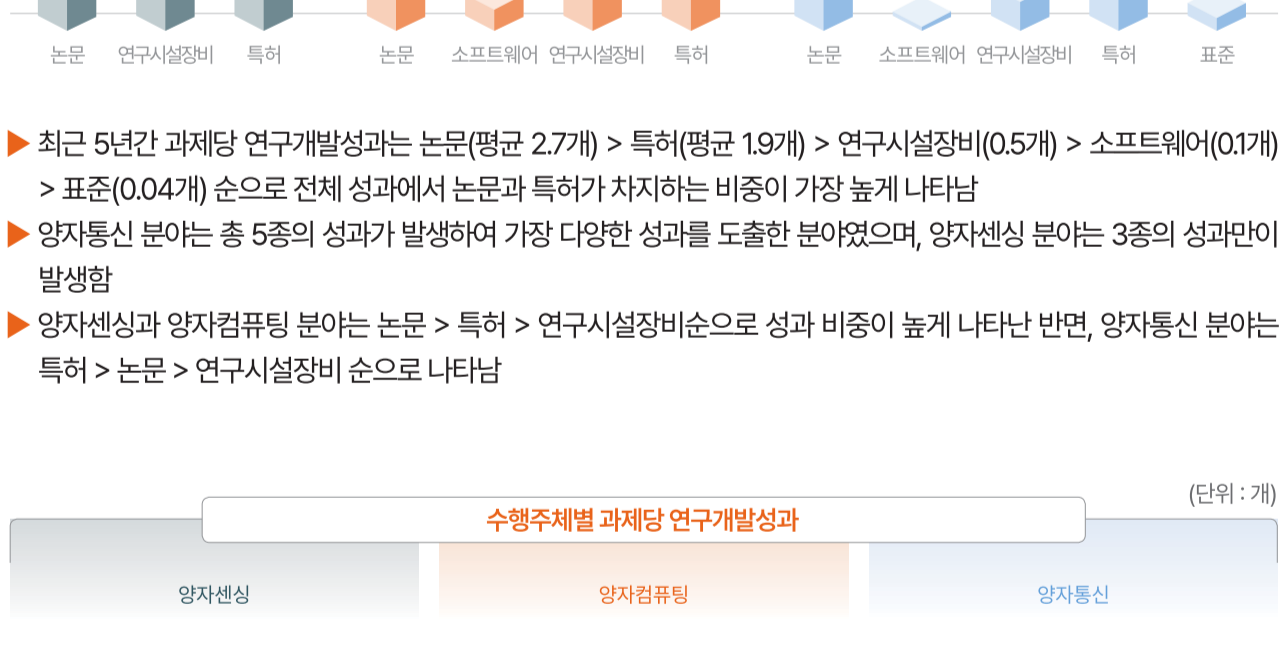 논문 연구시설장비 특허 논문 소프트웨어 연구시설장비 특허 논문 소프트웨어 연구시설장비 특허 표준
▶ 최근 5년간 과제당 연구개발성과는 논문(평균 2.7개) > 특허(평균 1.9개) > 연구시설장비(0.5개) > 소프트웨어(0.1개)
> 표준(0.04개) 순으로 전체 성과에서 논문과 특허가 차지하는 비중이 가장 높게 나타남
▶ 양자통신 분야는 총 5종의 성과가 발생하여 가장 다양한 성과를 도출한 분야였으며, 양자센싱 분야는 3종의 성과만이
발생함
▶ 양자센싱과 양자컴퓨팅 분야는 논문 > 특허 > 연구시설장비순으로 성과 비중이 높게 나타난 반면, 양자통신 분야는
특허 > 논문 > 연구시설장비 순으로 나타남
(단위 : 개)
수행주체별 과제당 연구개발성과
양자센싱 양자컴퓨팅 양자통신